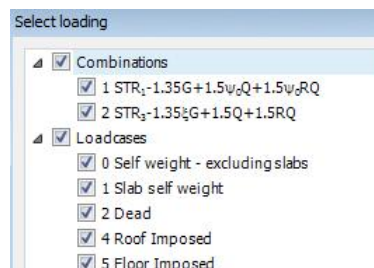 Select loading
Combinations
1 STR₁-1.35G+1.5ψ₀Q+1.5ψ₀RQ
2 STR₃-1.35ξG+1.5Q+1.5RQ
Loadcases
0 Self weight - excluding slabs
1 Slab self weight
2 Dead
4 Roof Imposed
5 Floor Imposed